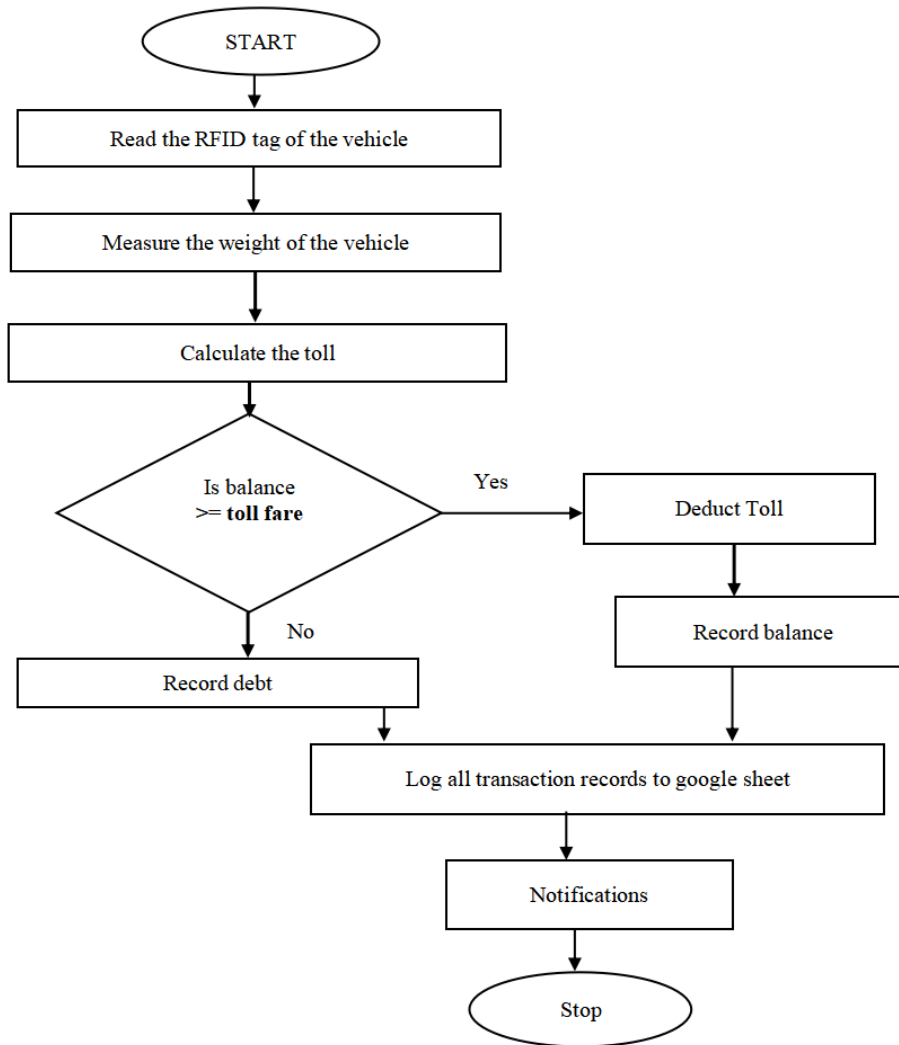 START
Read the RFID tag of the vehicle
Measure the weight of the vehicle
Calculate the toll
Is balance
>= toll fare
Yes
Deduct Toll
Record balance
No
Record debt
Log all transaction records to google sheet
Notifications
Stop